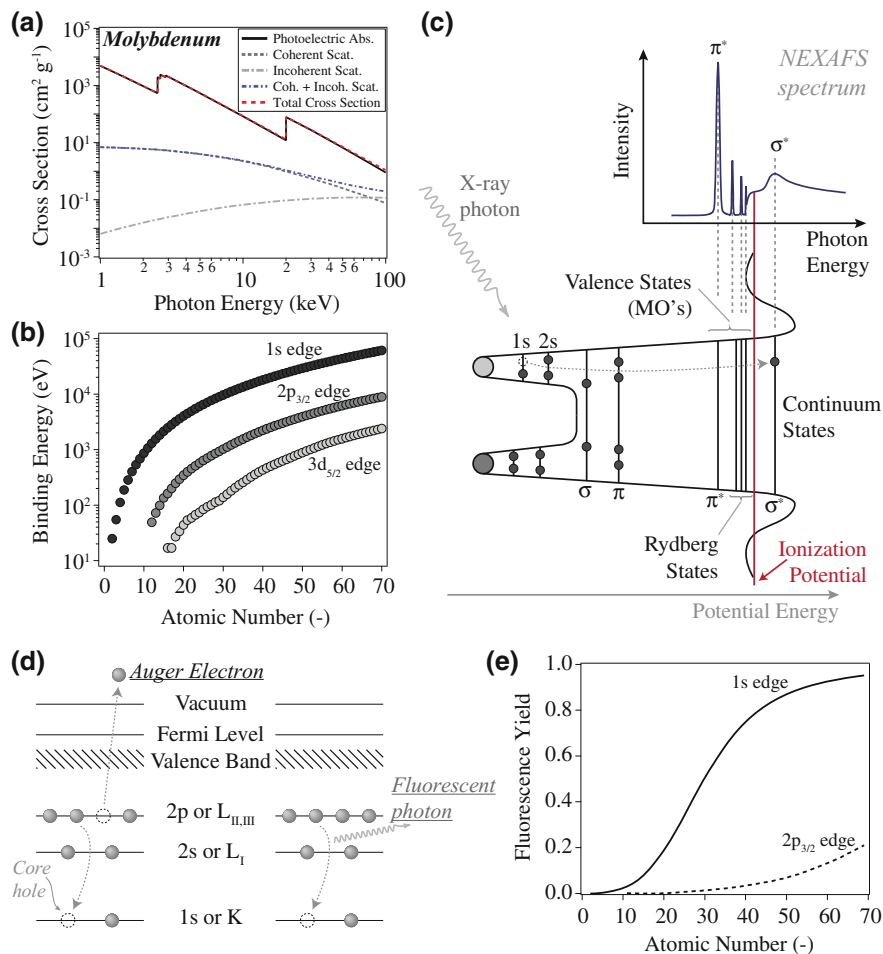 (a)
Molybdenum
Photoelectric Abs.
Coherent Scat.
Incoherent Scat.
Coh. + Incoh. Scat.
Total Cross Section
Cross Section (cm² g⁻¹)
10⁵
10³
10¹
10⁻¹
10⁻³
1
2
3
4
5
6
10
2
3
4
5
6
100
Photon Energy (keV)
(b)
1s edge
2p₃/₂ edge
3d₅/₂ edge
Binding Energy (eV)
10⁵
10⁴
10³
10²
10¹
0
10
20
30
40
50
60
70
Atomic Number (-)
(c)
NEXAFS
spectrum
π*
σ*
Intensity
Photon
Energy
X-ray
photon
Valence States
(MO's)
1s
2s
Continuum
States
σ
π
π*
σ*
Rydberg
States
Ionization
Potential
Potential Energy
(d)
Auger Electron
Vacuum
Fermi Level
Valence Band
2p or L_II,III
2s or L_I
1s or K
Core
hole
Fluorescent
photon
(e)
1s edge
2p₃/₂ edge
Fluorescence Yield
1.0
0.8
0.6
0.4
0.2
0.0
0
10
20
30
40
50
60
70
Atomic Number (-)